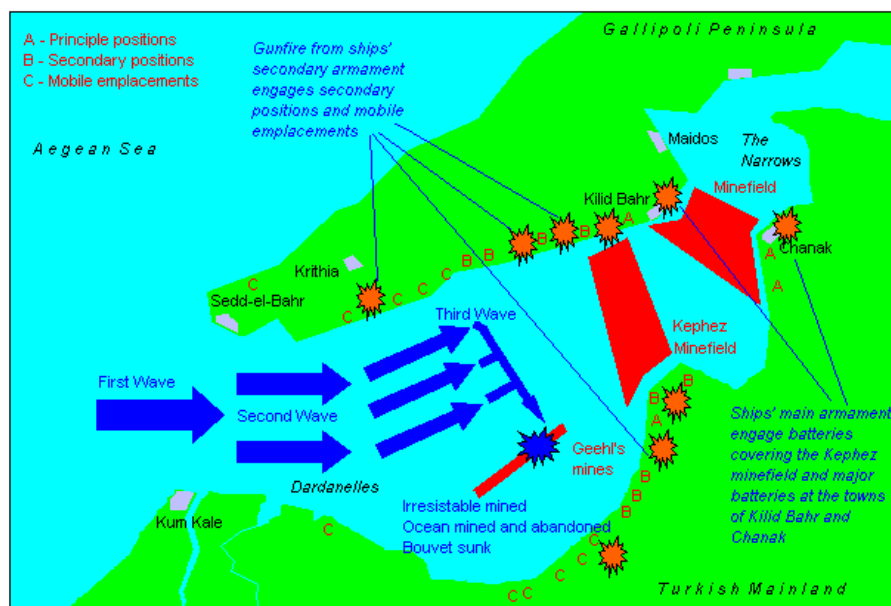 A - Principle positions
B - Secondary positions
C - Mobile emplacements
Gunfire from ships'
secondary armament
engages secondary
positions and mobile
emplacements
Gallipoli Peninsula
Aegean Sea
Maidos
The
Narrows
Minefield
Kilid Bahr
A
Chanak
A
A
B
B
B
B
C
C
C
C
C
Krithia
Sedd-el-Bahr
Third Wave
Kephez
Minefield
First Wave
Second Wave
B
B
A
Geehl's
mines
Ships' main armament
engage batteries
covering the Kephez
minefield and major
batteries at the towns
of Kilid Bahr and
Chanak
Dardanelles
B
B
B
B
Irresistable mined
Ocean mined and abandoned
Bouvet sunk
Kum Kale
C
C
C
C
C
C
Turkish Mainland